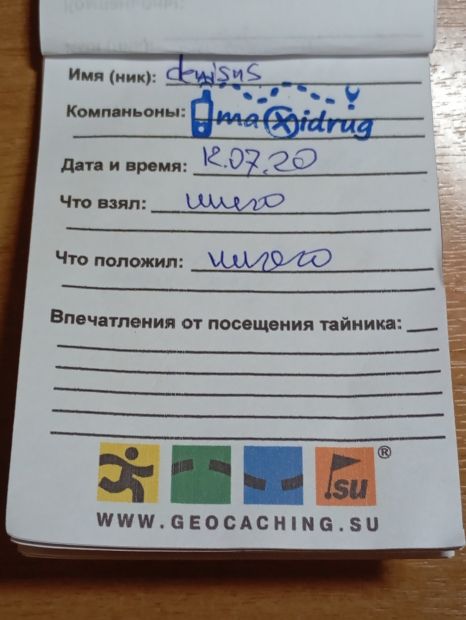 Имя (ник): denisns
Компаньоны: maxidrug
Дата и время: 12.07.20
Что взял: ничего
Что положил: ничего
Впечатления от посещения тайника:
.su ®
WWW.GEOCACHING.SU